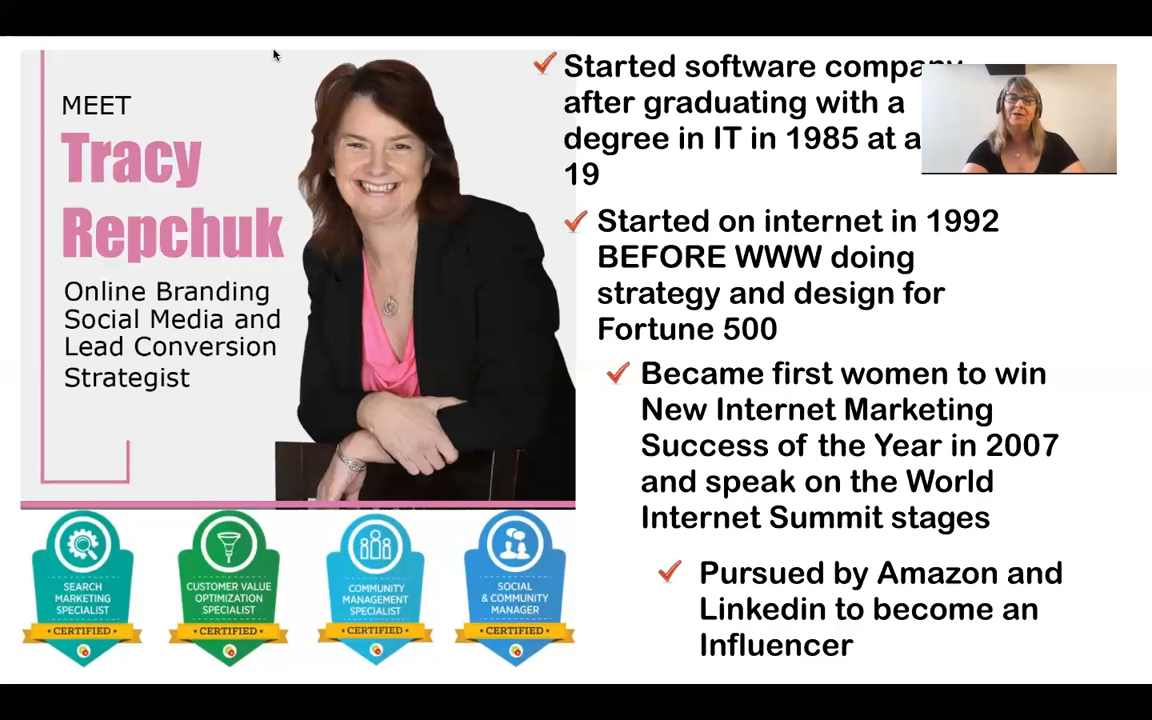 MEET
Tracy
Repchuk
Online Branding
Social Media and
Lead Conversion
Strategist
SEARCH
MARKETING
SPECIALIST
CERTIFIED
CUSTOMER VALUE
OPTIMIZATION
SPECIALIST
CERTIFIED
COMMUNITY
MANAGEMENT
SPECIALIST
CERTIFIED
SOCIAL
& COMMUNITY
MANAGER
CERTIFIED
Started software company
after graduating with a
degree in IT in 1985 at a
19
Started on internet in 1992
BEFORE WWW doing
strategy and design for
Fortune 500
Became first women to win
New Internet Marketing
Success of the Year in 2007
and speak on the World
Internet Summit stages
Pursued by Amazon and
Linkedin to become an
Influencer